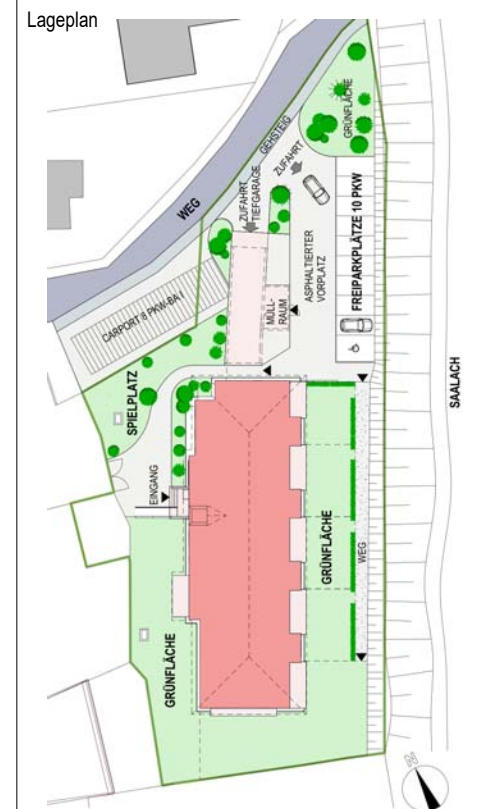 Lageplan
GRÜNFLÄCHE
GEHSTEIG
ZUFAHRT
WEG
ZUFAHRT
TIEFGARAGE
FREIPARKPLÄTZE 10 PKW
ASPHALTIERTER
VORPLATZ
MÜLL-
RAUM
CARPORT 8 PKW-BA I
SPIELPLATZ
SAALACH
EINGANG
GRÜNFLÄCHE
WEG
GRÜNFLÄCHE
N